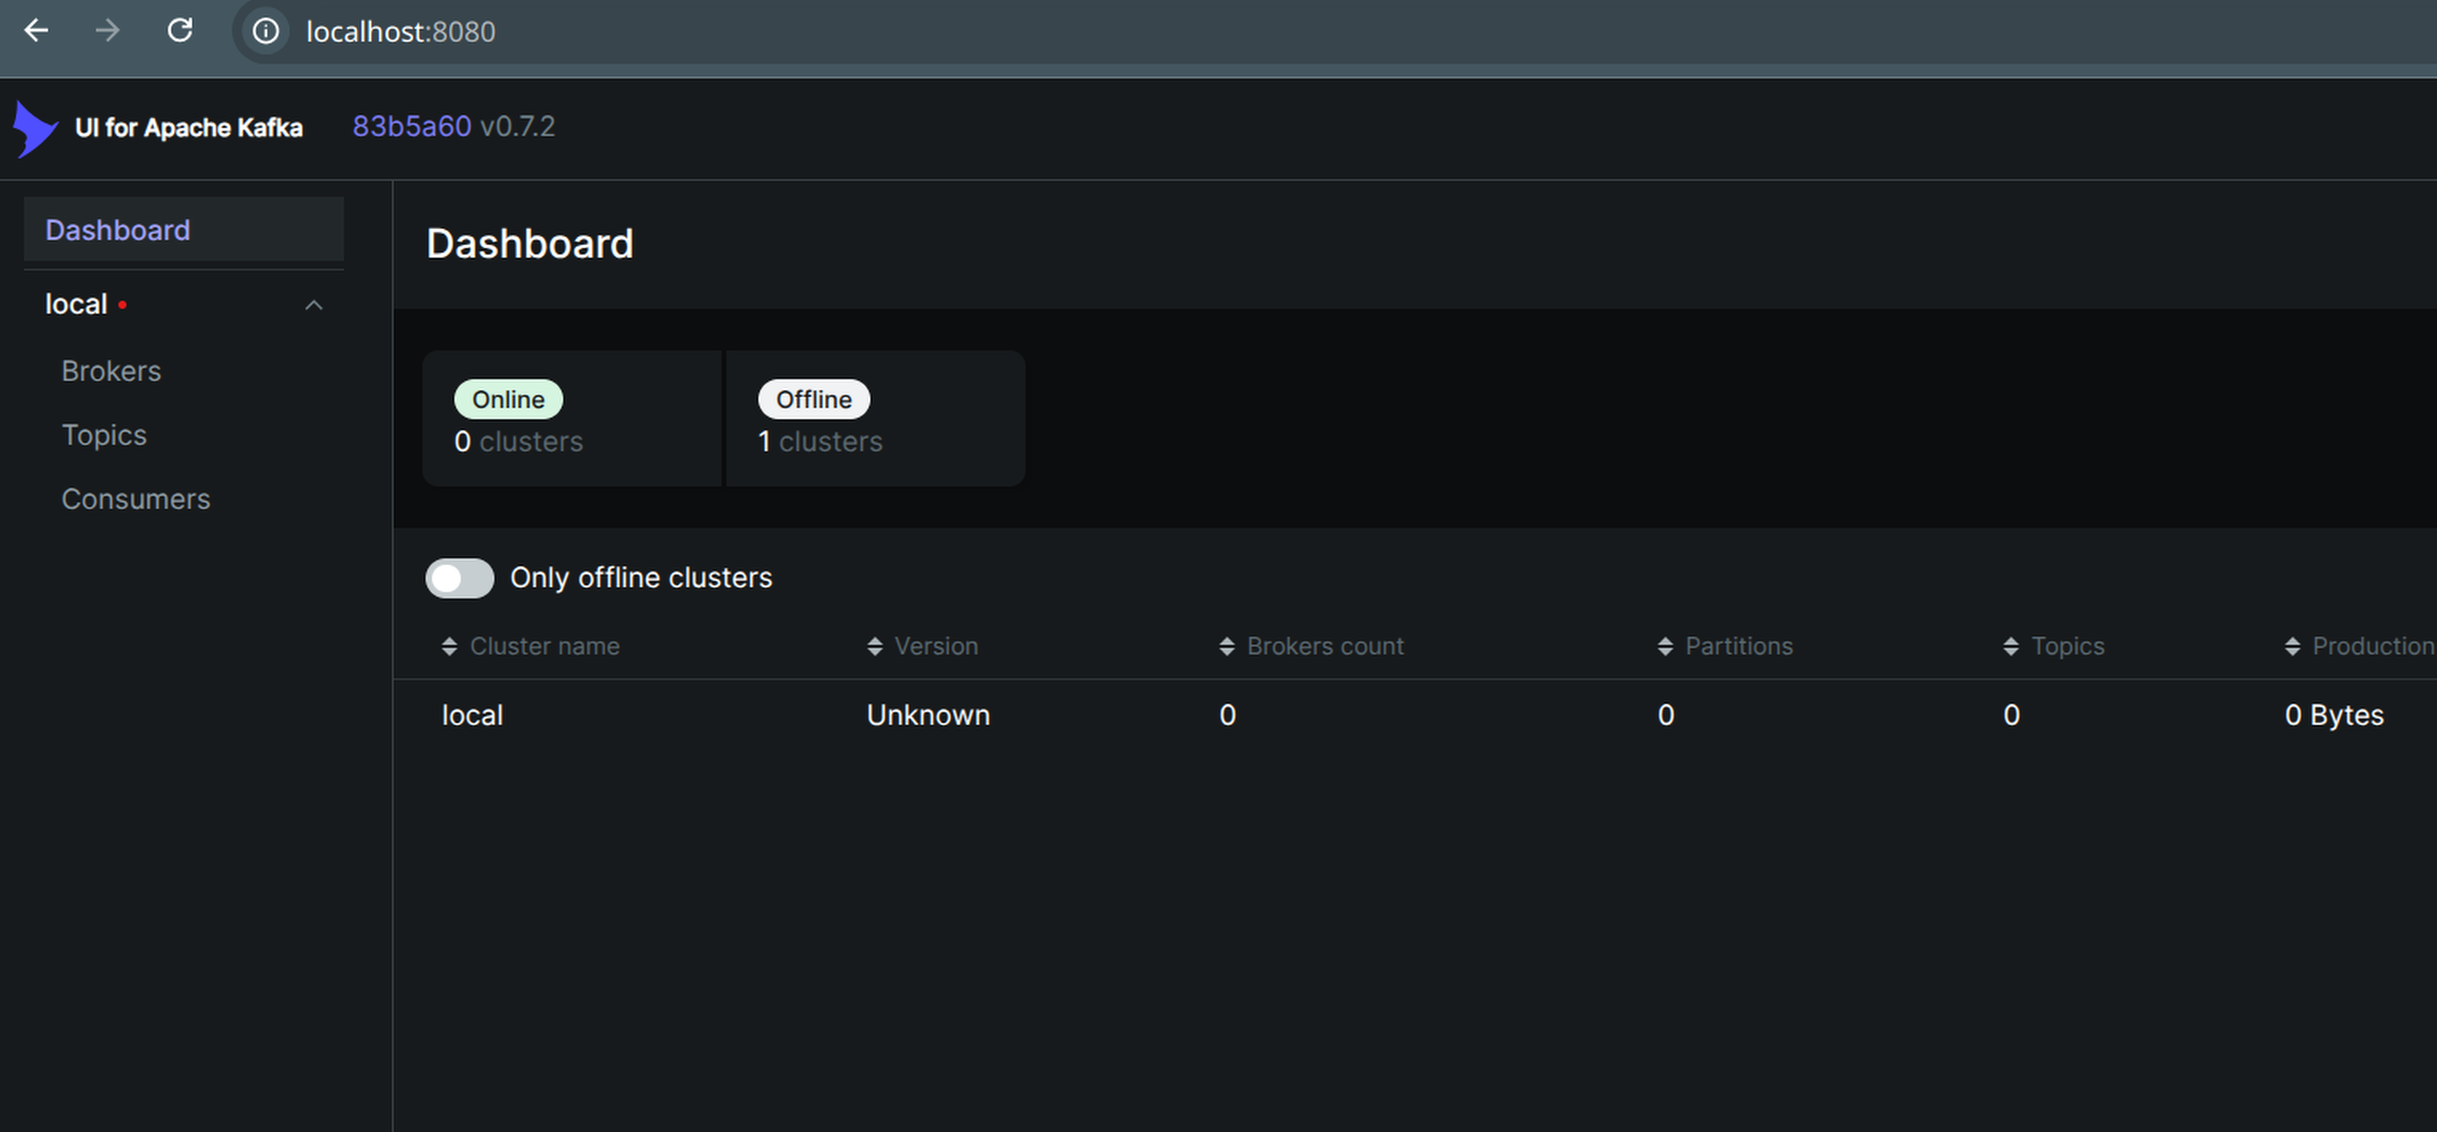 localhost:8080
UI for Apache Kafka 83b5a60 v0.7.2
Dashboard
local
Brokers
Topics
Consumers
Dashboard
Online Offline
0 clusters 1 clusters
Only offline clusters
Cluster name Version Brokers count Partitions Topics Production
local Unknown 0 0 0 0 Bytes